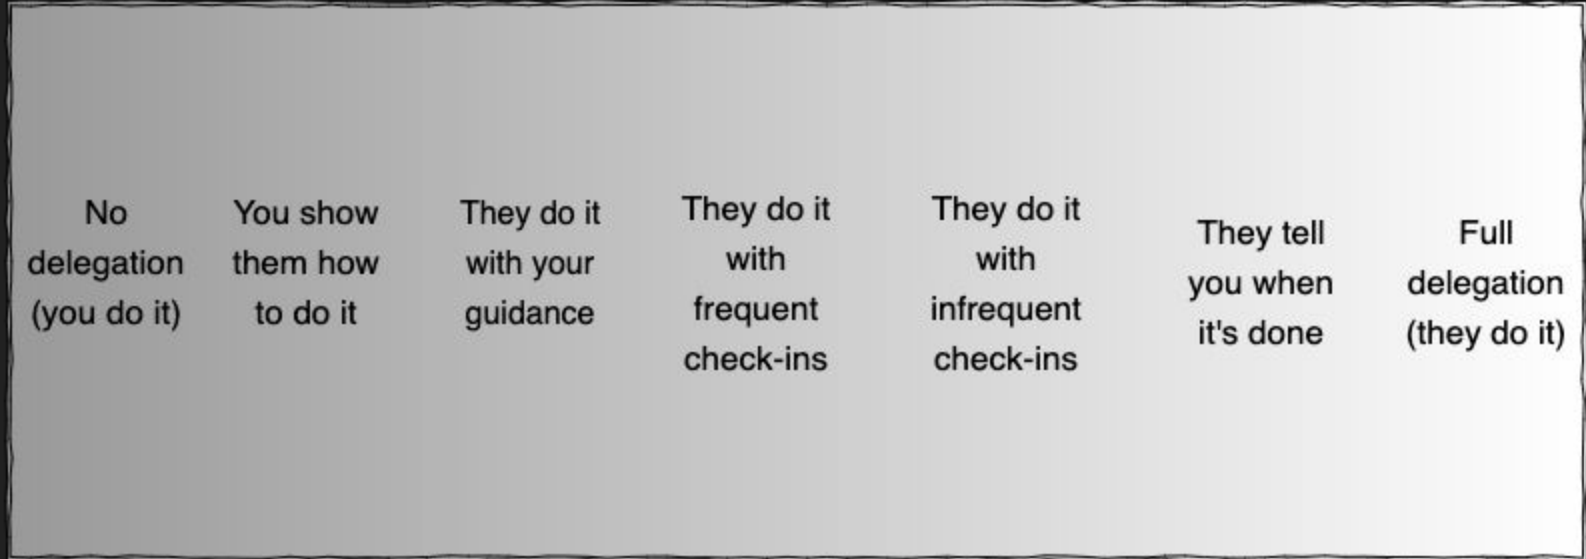 No
delegation
(you do it)
You show
them how
to do it
They do it
with your
guidance
They do it
with
frequent
check-ins
They do it
with
infrequent
check-ins
They tell
you when
it's done
Full
delegation
(they do it)